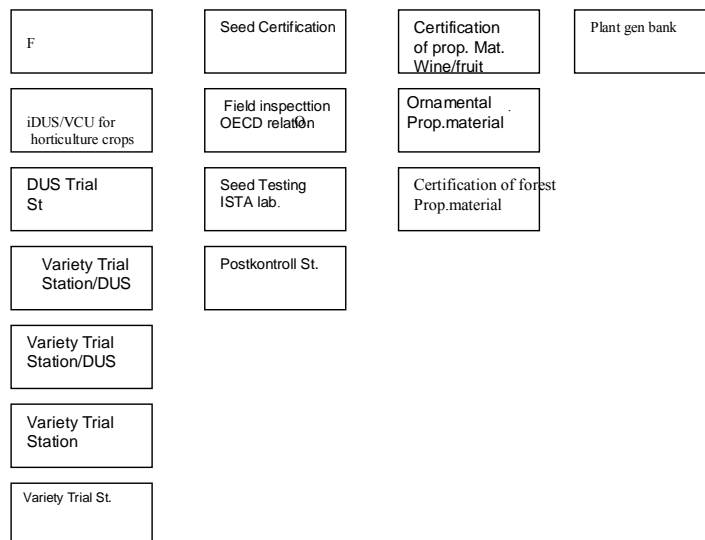 F
iDUS/VCU for
horticulture crops
DUS Trial
St
Variety Trial
Station/DUS
Variety Trial
Station/DUS
Variety Trial
Station
Variety Trial St.
Seed Certification
Field inspecttion
OECD relation
Seed Testing
ISTA lab.
Postkontroll St.
Certification
of prop. Mat.
Wine/fruit
Ornamental
Prop.material
Certification of forest
Prop.material
Plant gen bank